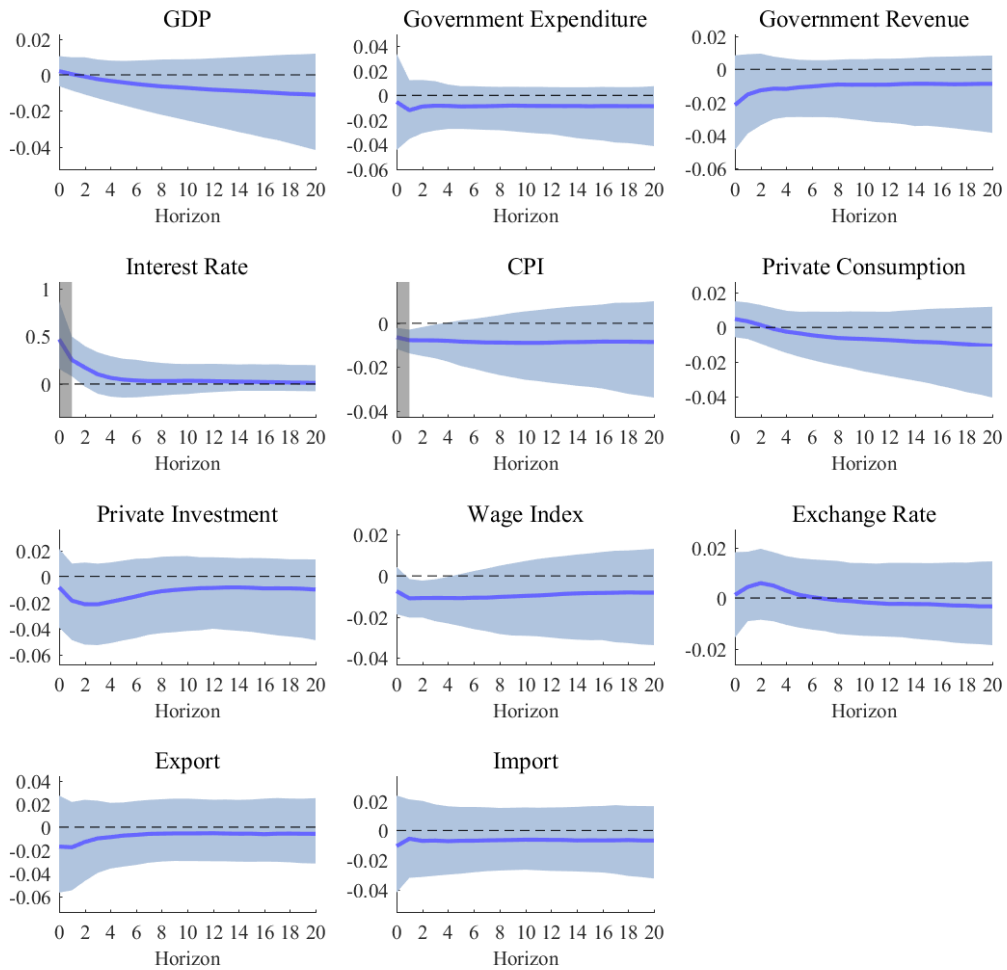 GDP
0.02
0
-0.02
-0.04
0 2 4 6 8 10 12 14 16 18 20
Horizon
Government Expenditure
0.04
0.02
0
-0.02
-0.04
-0.06
0 2 4 6 8 10 12 14 16 18 20
Horizon
Government Revenue
0.02
0
-0.02
-0.04
-0.06
0 2 4 6 8 10 12 14 16 18 20
Horizon
Interest Rate
1
0.5
0
0 2 4 6 8 10 12 14 16 18 20
Horizon
CPI
0
-0.02
-0.04
0 2 4 6 8 10 12 14 16 18 20
Horizon
Private Consumption
0.02
0
-0.02
-0.04
0 2 4 6 8 10 12 14 16 18 20
Horizon
Private Investment
0.02
0
-0.02
-0.04
-0.06
0 2 4 6 8 10 12 14 16 18 20
Horizon
Wage Index
0.02
0
-0.02
-0.04
0 2 4 6 8 10 12 14 16 18 20
Horizon
Exchange Rate
0.02
0
-0.02
0 2 4 6 8 10 12 14 16 18 20
Horizon
Export
0.04
0.02
0
-0.02
-0.04
-0.06
0 2 4 6 8 10 12 14 16 18 20
Horizon
Import
0.02
0
-0.02
-0.04
0 2 4 6 8 10 12 14 16 18 20
Horizon